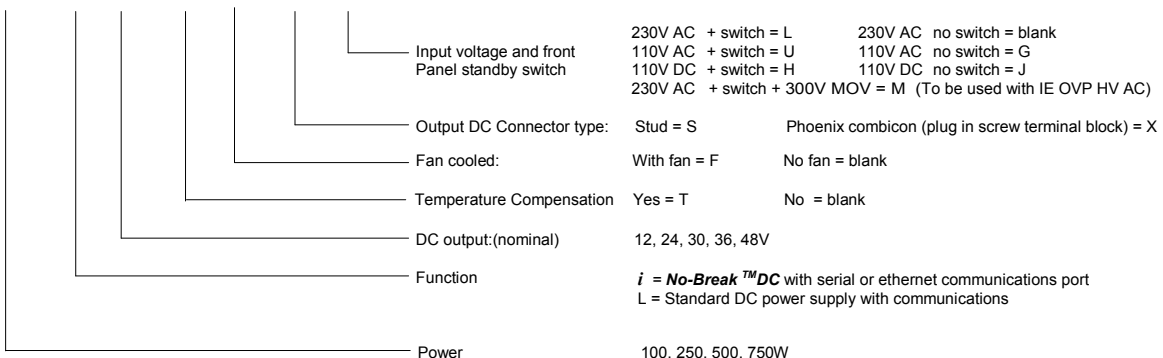 230V AC + switch = L 230V AC no switch = blank
Input voltage and front 110V AC + switch = U 110V AC no switch = G
Panel standby switch 110V DC + switch = H 110V DC no switch = J
230V AC + switch + 300V MOV = M (To be used with IE OVP HV AC)
Output DC Connector type: Stud = S Phoenix combicon (plug in screw terminal block) = X
Fan cooled: With fan = F No fan = blank
Temperature Compensation Yes = T No = blank
DC output:(nominal) 12, 24, 30, 36, 48V
Function i = No-Break TM DC with serial or ethernet communications port
L = Standard DC power supply with communications
Power 100, 250, 500, 750W